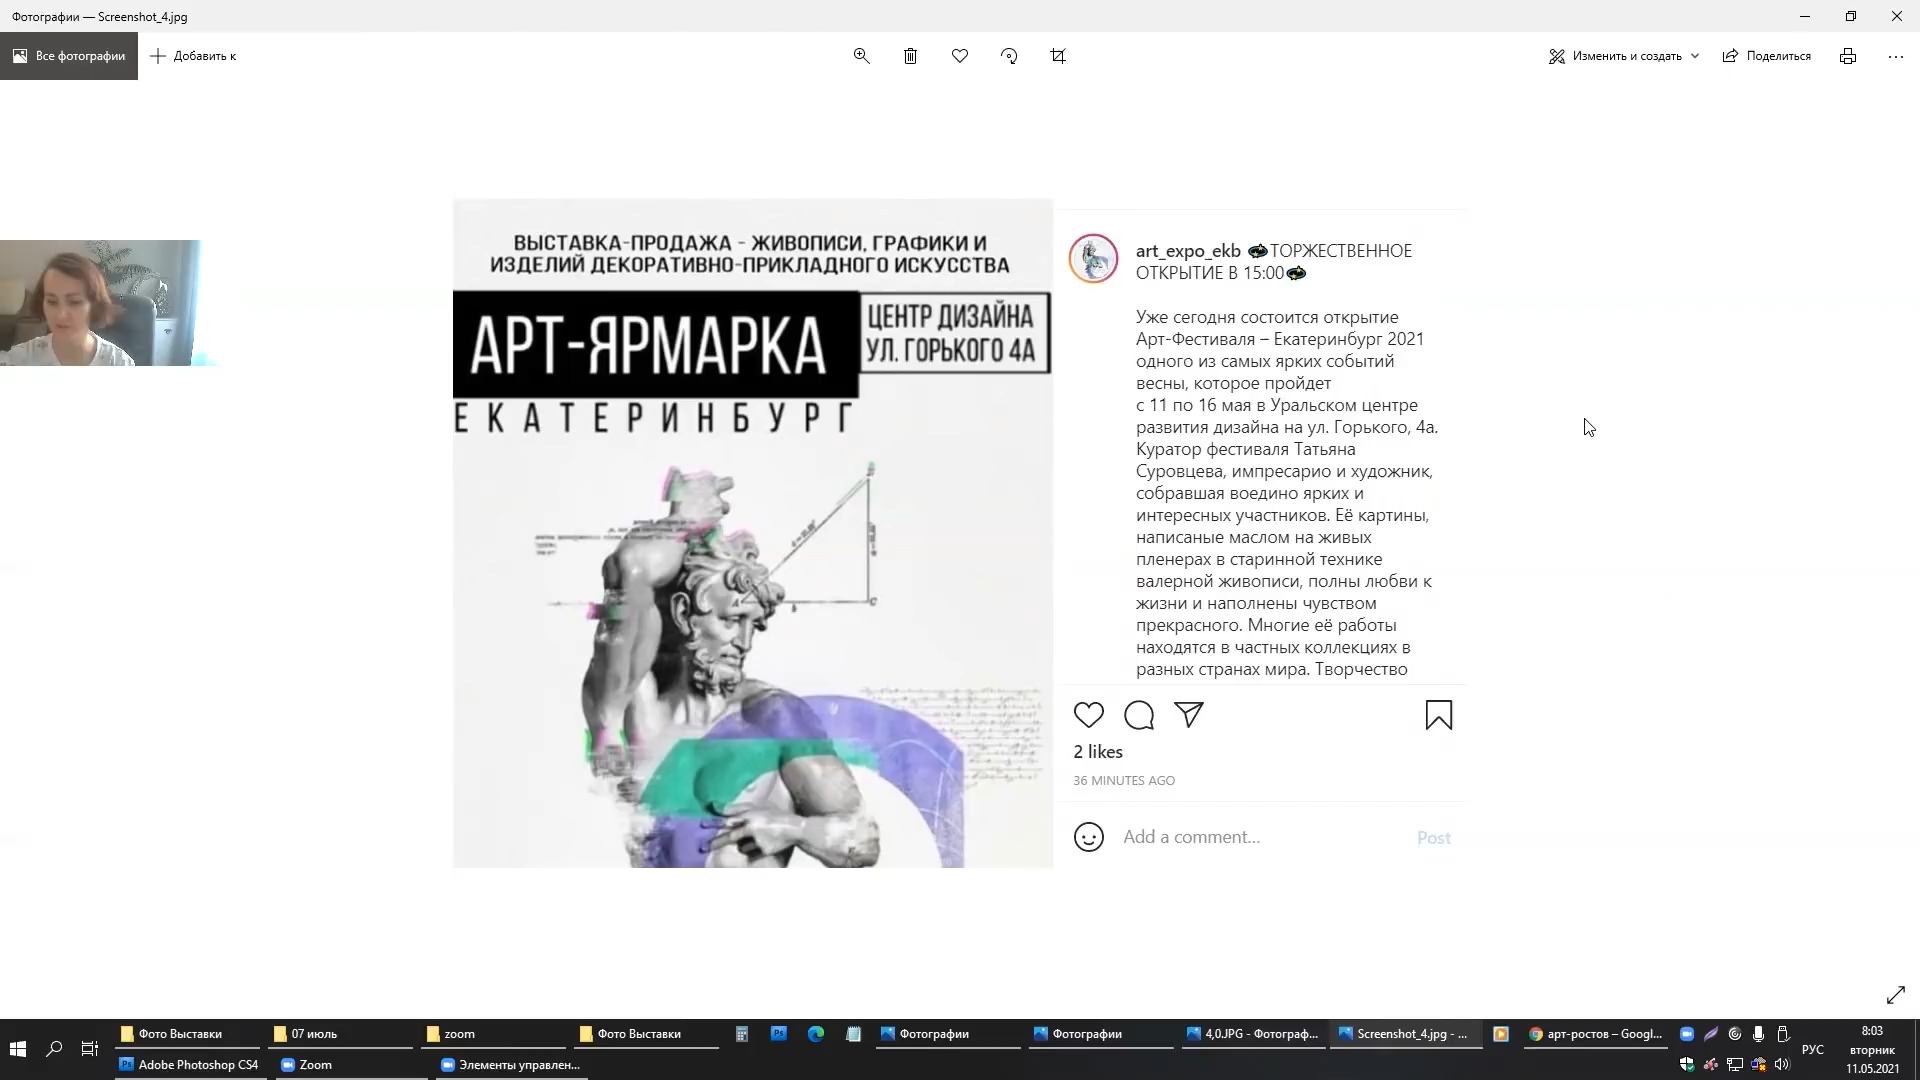 Фотографии — Screenshot_4.jpg
Все фотографии
Добавить к
Изменить и создать
Поделиться
ВЫСТАВКА-ПРОДАЖА - ЖИВОПИСИ, ГРАФИКИ И
ИЗДЕЛИЙ ДЕКОРАТИВНО-ПРИКЛАДНОГО ИСКУССТВА
АРТ-ЯРМАРКА
ЦЕНТР ДИЗАЙНА
УЛ. ГОРЬКОГО 4А
ЕКАТЕРИНБУРГ
art_expo_ekb ТОРЖЕСТВЕННОЕ
ОТКРЫТИЕ В 15:00
Уже сегодня состоится открытие
Арт-Фестиваля – Екатеринбург 2021
одного из самых ярких событий
весны, которое пройдет
с 11 по 16 мая в Уральском центре
развития дизайна на ул. Горького, 4а.
Куратор фестиваля Татьяна
Суровцева, импресарио и художник,
собравшая воедино ярких и
интересных участников. Её картины,
написаные маслом на живых
пленерах в старинной технике
валерной живописи, полны любви к
жизни и наполнены чувством
прекрасного. Многие её работы
находятся в частных коллекциях в
разных странах мира. Творчество
2 likes
36 MINUTES AGO
Add a comment...
Post
Фото Выставки
07 июль
zoom
Фото Выставки
Фотографии
Фотографии
4,0.JPG - Фотограф...
Screenshot_4.jpg - ...
арт-ростов – Googl...
Adobe Photoshop CS4
Zoom
Элементы управлен...
РУС
8:03
вторник
11.05.2021